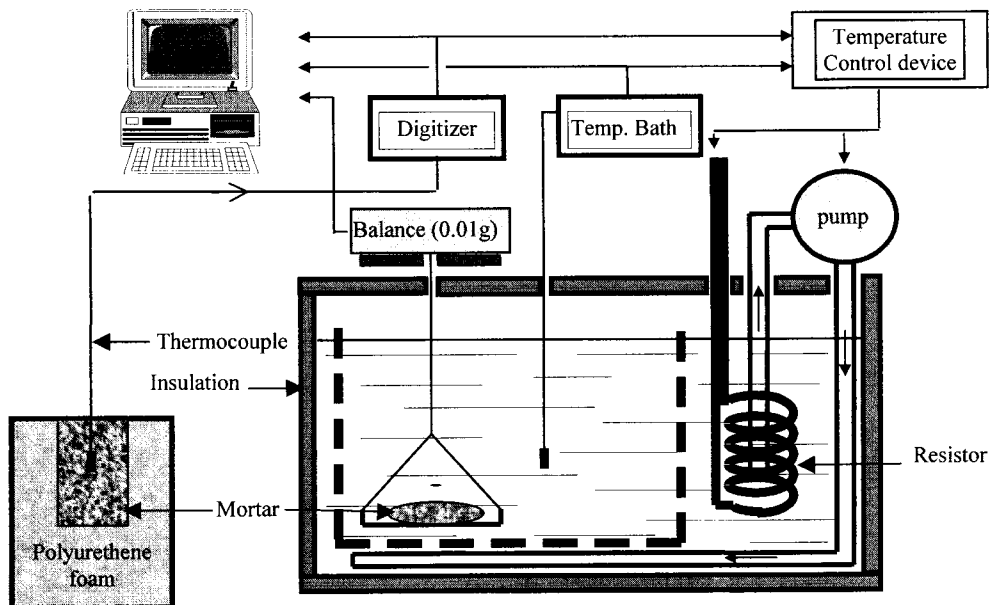 Temperature
Control device
Digitizer
Temp. Bath
Balance (0.01g)
pump
Thermocouple
Insulation
Resistor
Mortar
Polyurethene
foam